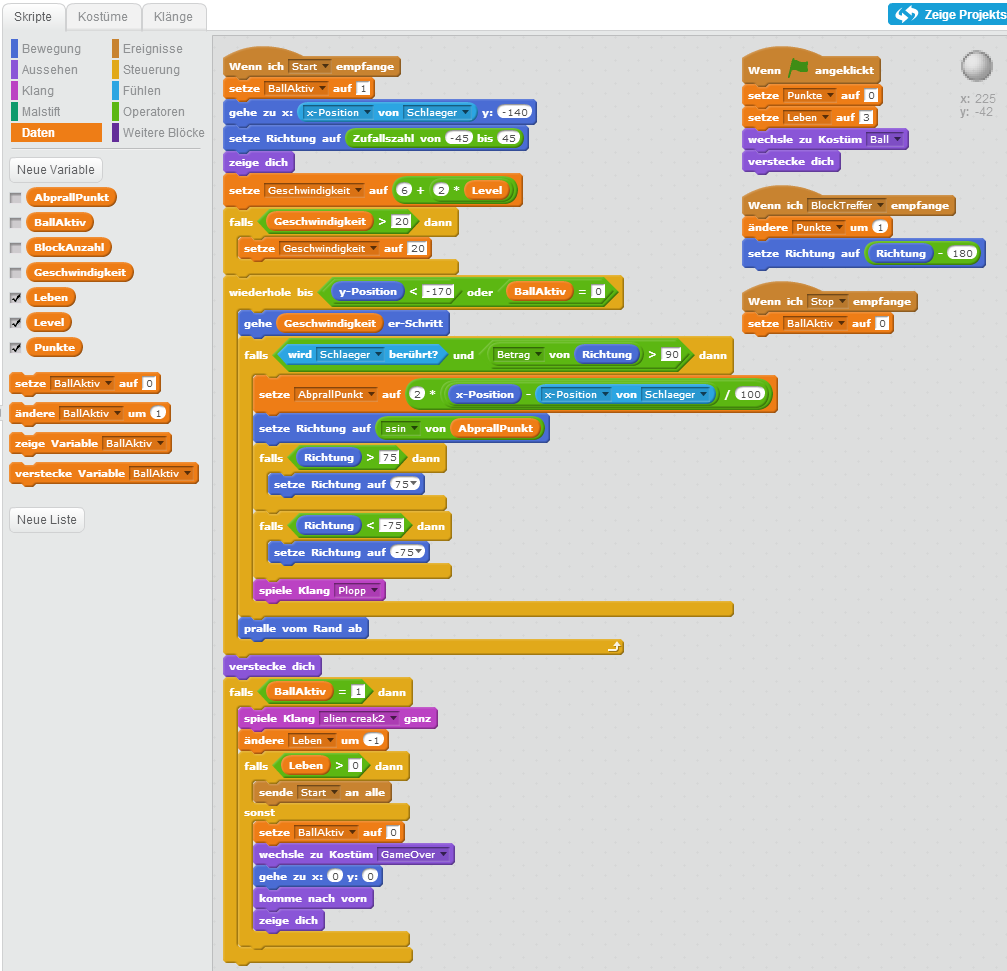 Skripte
Kostüme
Klänge
Zeige Projekts
Bewegung
Ereignisse
Aussehen
Steuerung
Klang
Fühlen
Malstift
Operatoren
Daten
Weitere Blöcke
Neue Variable
AbprallPunkt
BallAktiv
BlockAnzahl
Geschwindigkeit
Leben
Level
Punkte
setze BallAktiv auf 0
ändere BallAktiv um 1
zeige Variable BallAktiv
verstecke Variable BallAktiv
Neue Liste
Wenn ich Start empfange
setze BallAktiv auf 1
gehe zu x: x-Position von Schlaeger y: -140
setze Richtung auf Zufallszahl von -45 bis 45
zeige dich
setze Geschwindigkeit auf 6 + 2 * Level
falls Geschwindigkeit > 20 dann
setze Geschwindigkeit auf 20
wiederhole bis y-Position < -170 oder BallAktiv = 0
gehe Geschwindigkeit er-Schritt
falls wird Schlaeger berührt? und Betrag von Richtung > 90 dann
setze AbprallPunkt auf 2 * x-Position - x-Position von Schlaeger / 100
setze Richtung auf asin von AbprallPunkt
falls Richtung > 75 dann
setze Richtung auf 75
falls Richtung < -75 dann
setze Richtung auf -75
spiele Klang Plopp
pralle vom Rand ab
verstecke dich
falls BallAktiv = 1 dann
spiele Klang alien creak2 ganz
ändere Leben um -1
falls Leben > 0 dann
sende Start an alle
sonst
setze BallAktiv auf 0
wechsle zu Kostüm GameOver
gehe zu x: 0 y: 0
komme nach vorn
zeige dich
Wenn angeklickt
setze Punkte auf 0
setze Leben auf 3
wechsle zu Kostüm Ball
verstecke dich
Wenn ich BlockTreffer empfange
ändere Punkte um 1
setze Richtung auf Richtung - 180
Wenn ich Stop empfange
setze BallAktiv auf 0
x: 225
y: -42